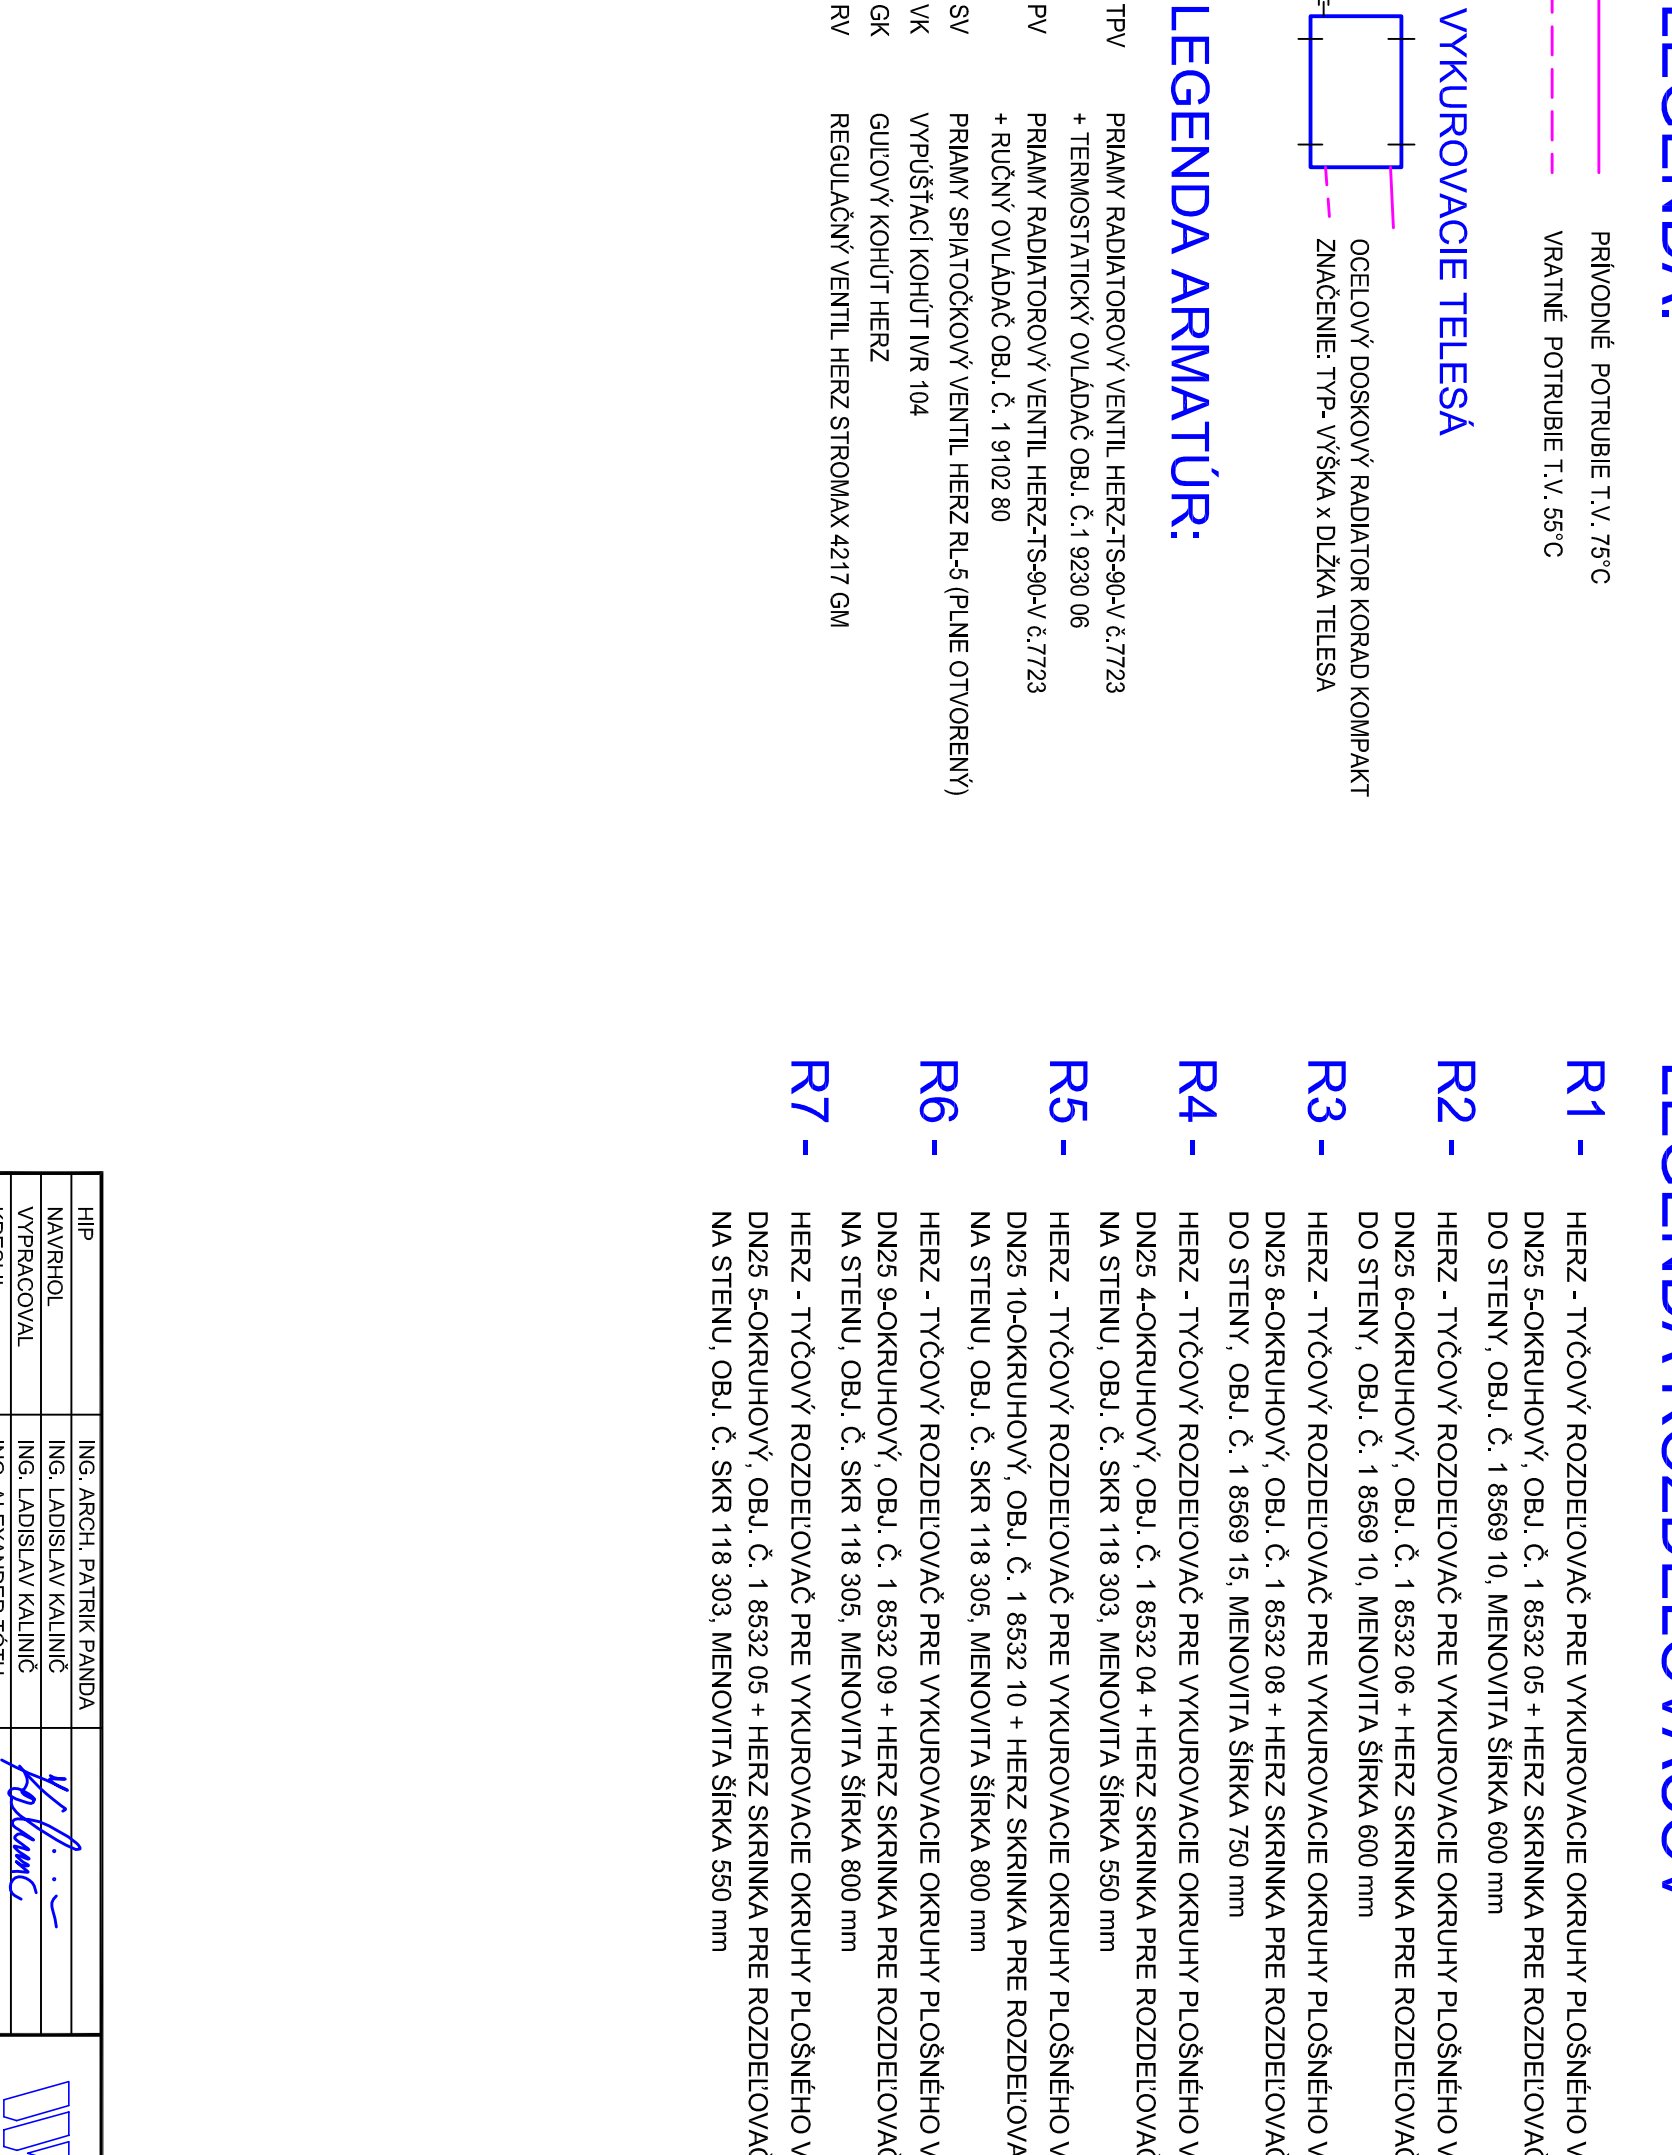 LEGENDA:
PRÍVODNÉ POTRUBIE T.V. 75°C
VRATNÉ POTRUBIE T.V. 55°C
VYKUROVACIE TELESÁ
OCELOVÝ DOSKOVÝ RADIATOR KORAD KOMPAKT
ZNAČENIE: TYP- VÝŠKA x DLŽKA TELESA
LEGENDA ARMATÚR:
TPV PRIAMY RADIATOROVÝ VENTIL HERZ-TS-90-V č.7723
+ TERMOSTATICKÝ OVLÁDAČ OBJ. Č.1 9230 06
PV PRIAMY RADIATOROVÝ VENTIL HERZ-TS-90-V č.7723
+ RUČNÝ OVLÁDAČ OBJ. Č. 1 9102 80
SV PRIAMY SPIATOČKOVÝ VENTIL HERZ RL-5 (PLNE OTVORENÝ)
VK VYPÚŠŤACÍ KOHÚT IVR 104
GK GUĽOVÝ KOHÚT HERZ
RV REGULAČNÝ VENTIL HERZ STROMAX 4217 GM
LEGENDA ROZDEĽOVAČOV
R1 - HERZ - TYČOVÝ ROZDEĽOVAČ PRE VYKUROVACIE OKRUHY PLOŠNÉHO V
DN25 5-OKRUHOVÝ, OBJ. Č. 1 8532 05 + HERZ SKRINKA PRE ROZDEĽOVAČ
DO STENY, OBJ. Č. 1 8569 10, MENOVITA ŠÍRKA 600 mm
R2 - HERZ - TYČOVÝ ROZDEĽOVAČ PRE VYKUROVACIE OKRUHY PLOŠNÉHO V
DN25 6-OKRUHOVÝ, OBJ. Č. 1 8532 06 + HERZ SKRINKA PRE ROZDEĽOVAČ
DO STENY, OBJ. Č. 1 8569 10, MENOVITA ŠÍRKA 600 mm
R3 - HERZ - TYČOVÝ ROZDEĽOVAČ PRE VYKUROVACIE OKRUHY PLOŠNÉHO V
DN25 8-OKRUHOVÝ, OBJ. Č. 1 8532 08 + HERZ SKRINKA PRE ROZDEĽOVAČ
DO STENY, OBJ. Č. 1 8569 15, MENOVITA ŠÍRKA 750 mm
R4 - HERZ - TYČOVÝ ROZDEĽOVAČ PRE VYKUROVACIE OKRUHY PLOŠNÉHO V
DN25 4-OKRUHOVÝ, OBJ. Č. 1 8532 04 + HERZ SKRINKA PRE ROZDEĽOVAČ
NA STENU, OBJ. Č. SKR 118 303, MENOVITA ŠÍRKA 550 mm
R5 - HERZ - TYČOVÝ ROZDEĽOVAČ PRE VYKUROVACIE OKRUHY PLOŠNÉHO V
DN25 10-OKRUHOVÝ, OBJ. Č. 1 8532 10 + HERZ SKRINKA PRE ROZDEĽOVA
NA STENU, OBJ. Č. SKR 118 305, MENOVITA ŠÍRKA 800 mm
R6 - HERZ - TYČOVÝ ROZDEĽOVAČ PRE VYKUROVACIE OKRUHY PLOŠNÉHO V
DN25 9-OKRUHOVÝ, OBJ. Č. 1 8532 09 + HERZ SKRINKA PRE ROZDEĽOVAČ
NA STENU, OBJ. Č. SKR 118 305, MENOVITA ŠÍRKA 800 mm
R7 - HERZ - TYČOVÝ ROZDEĽOVAČ PRE VYKUROVACIE OKRUHY PLOŠNÉHO V
DN25 5-OKRUHOVÝ, OBJ. Č. 1 8532 05 + HERZ SKRINKA PRE ROZDEĽOVAČ
NA STENU, OBJ. Č. SKR 118 303, MENOVITA ŠÍRKA 550 mm
HIP ING. ARCH. PATRIK PANDA
NAVRHOL ING. LADISLAV KALINIČ
VYPRACOVAL ING. LADISLAV KALINIČ